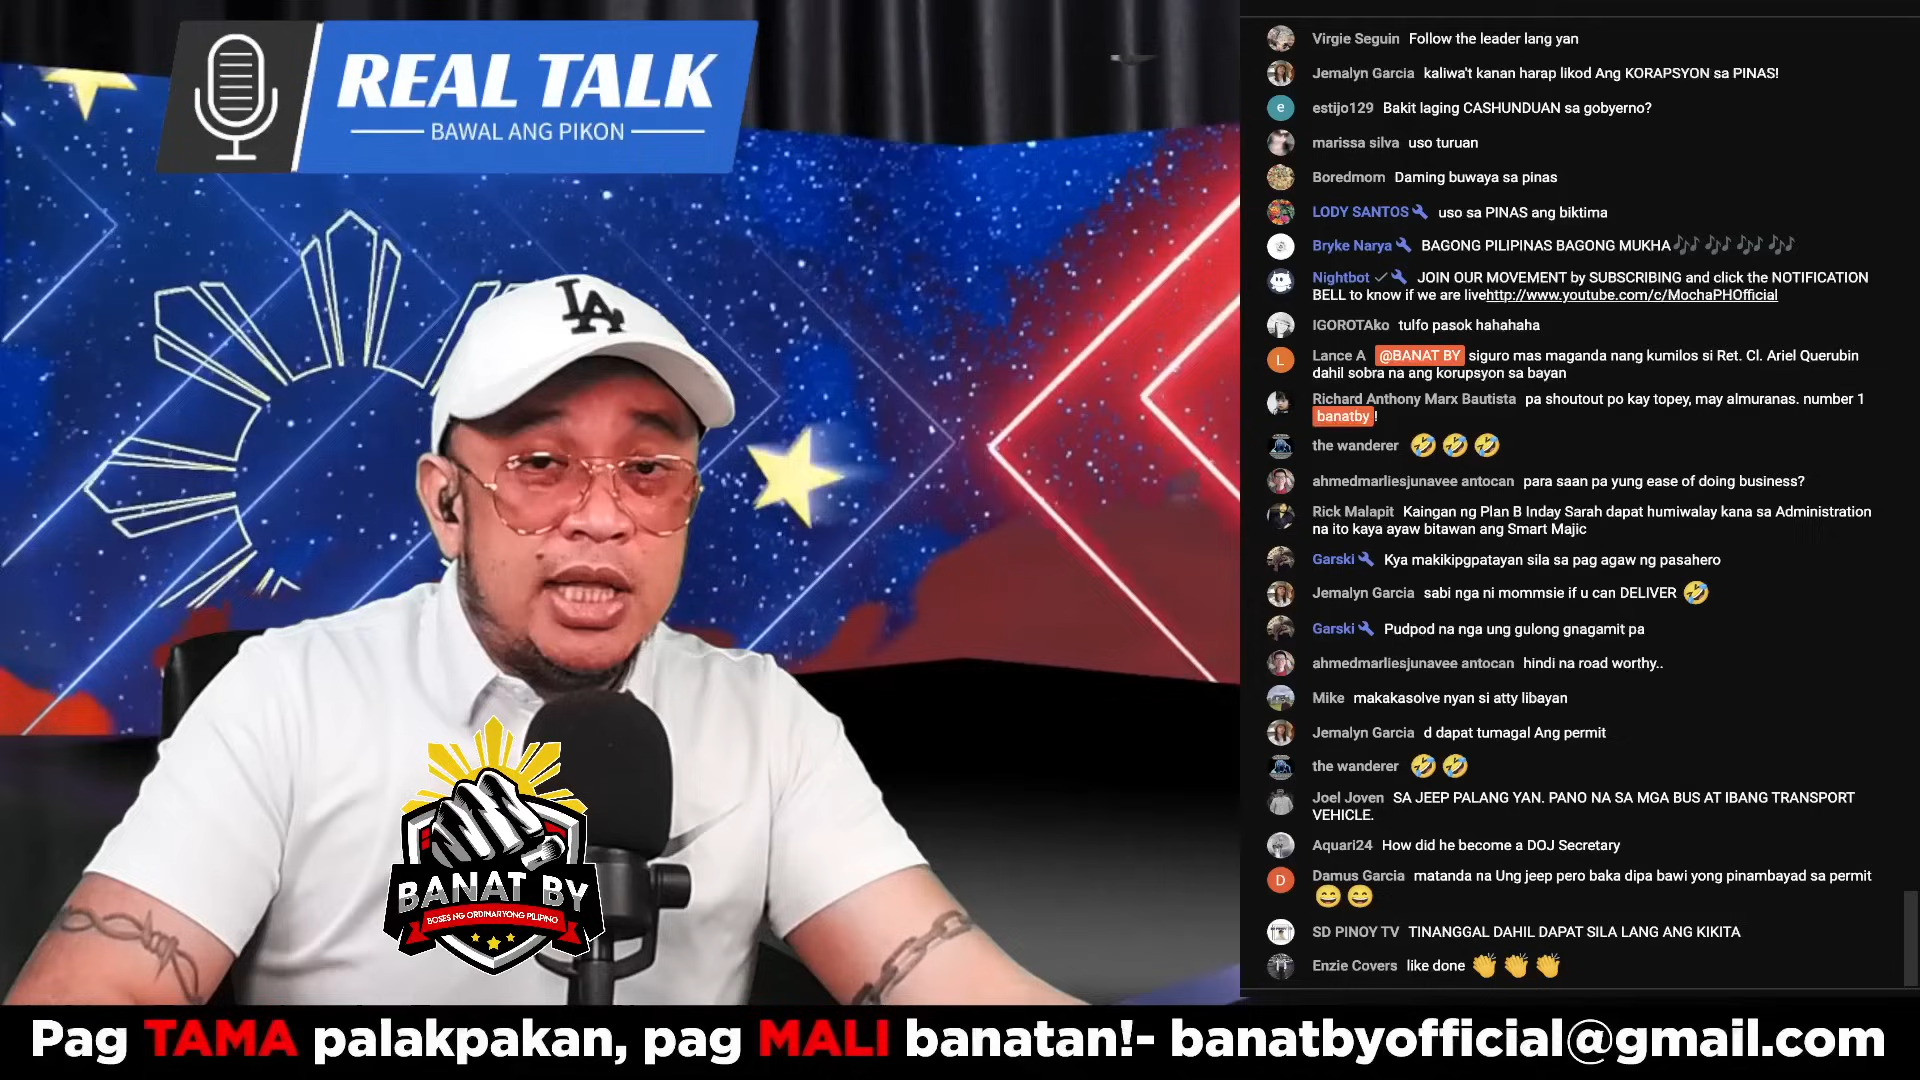 REAL TALK
BAWAL ANG PIKON
LA
BANAT BY
BOSES NG ORDINARYONG PILIPINO
Virgie Seguin Follow the leader lang yan
Jemalyn Garcia kaliwa't kanan harap likod Ang KORAPSYON sa PINAS!
e estijo129 Bakit laging CASHUNDUAN sa gobyerno?
marissa silva uso turuan
Boredmom Daming buwaya sa pinas
LODY SANTOS uso sa PINAS ang biktima
Bryke Narya BAGONG PILIPINAS BAGONG MUKHA🎶 🎶 🎶 🎶
Nightbot JOIN OUR MOVEMENT by SUBSCRIBING and click the NOTIFICATION
BELL to know if we are livehttp://www.youtube.com/c/MochaPHOfficial
IGOROTAko tulfo pasok hahahaha
L Lance A @BANAT BY siguro mas maganda nang kumilos si Ret. Cl. Ariel Querubin
dahil sobra na ang korupsyon sa bayan
Richard Anthony Marx Bautista pa shoutout po kay topey, may almuranas. number 1
banatby !
the wanderer 🤣 🤣 🤣
ahmedmarliesjunavee antocan para saan pa yung ease of doing business?
Rick Malapit Kaingan ng Plan B Inday Sarah dapat humiwalay kana sa Administration
na ito kaya ayaw bitawan ang Smart Majic
Garski Kya makikipgpatayan sila sa pag agaw ng pasahero
Jemalyn Garcia sabi nga ni mommsie if u can DELIVER 🤣
Garski Pudpod na nga ung gulong gnagamit pa
ahmedmarliesjunavee antocan hindi na road worthy..
Mike makakasolve nyan si atty libayan
Jemalyn Garcia d dapat tumagal Ang permit
the wanderer 🤣 🤣
Joel Joven SA JEEP PALANG YAN. PANO NA SA MGA BUS AT IBANG TRANSPORT
VEHICLE.
Aquari24 How did he become a DOJ Secretary
D Damus Garcia matanda na Ung jeep pero baka dipa bawi yong pinambayad sa permit
😄 😄
SD PINOY TV TINANGGAL DAHIL DAPAT SILA LANG ANG KIKITA
Enzie Covers like done 👏 👏 👏
Pag TAMA palakpakan, pag MALI banatan!- banatbyofficial@gmail.com